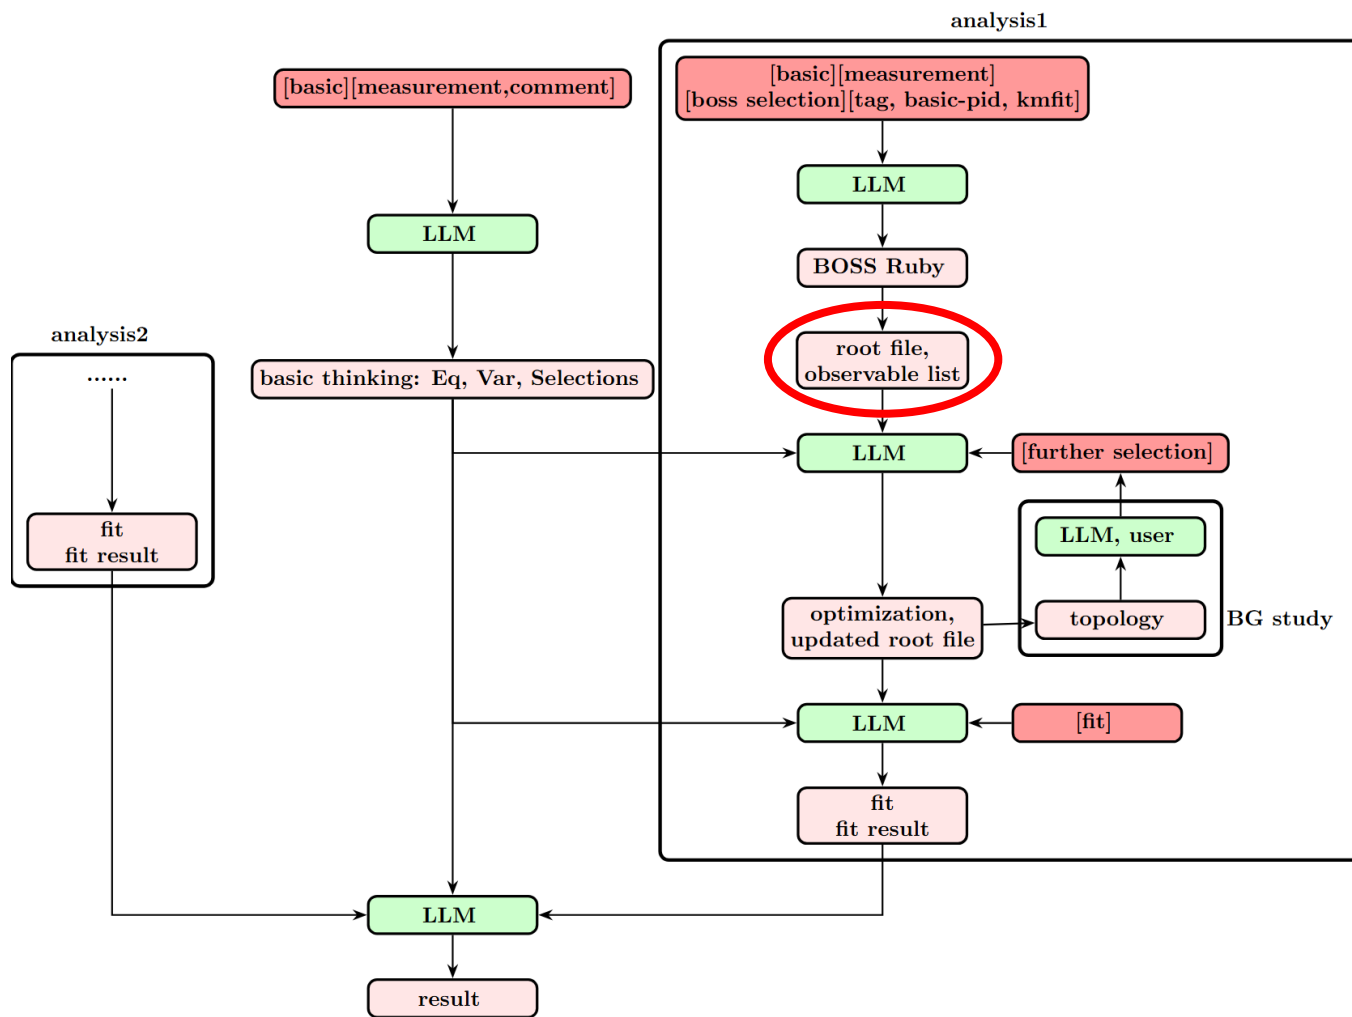 analysis1
[basic][measurement]
[boss selection][tag, basic-pid, kmfit]
[basic][measurement,comment]
LLM
LLM
BOSS Ruby
root file,
observable list
analysis2
......
basic thinking: Eq, Var, Selections
LLM
[further selection]
fit
fit result
LLM, user
optimization,
updated root file
topology
BG study
LLM
[fit]
fit
fit result
LLM
result